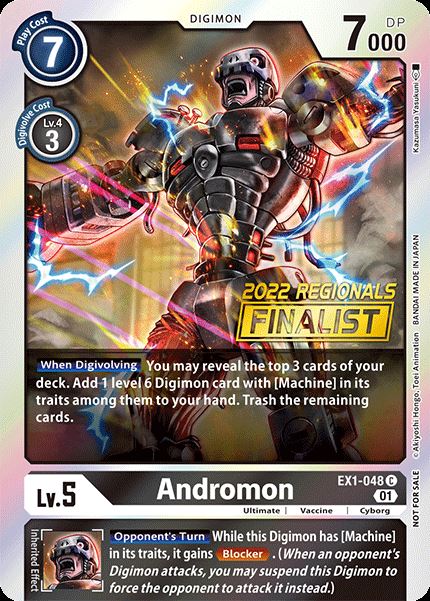 DIGIMON
Play Cost
7
7000
DP
Digivolve Cost
Lv.4
3
Kazumasa Yasukuni
2022 REGIONALS
FINALIST
When Digivolving You may reveal the top 3 cards of your
deck. Add 1 level 6 Digimon card with [Machine] in its
traits among them to your hand. Trash the remaining
cards.
© Akiyoshi Hongo, Toei Animation BANDAI MADE IN JAPAN
NOT FOR SALE
Lv.5
Andromon
EX1-048 C
01
Ultimate | Vaccine | Cyborg
Inherited Effect
Opponent's Turn While this Digimon has [Machine]
in its traits, it gains Blocker . (When an opponent's
Digimon attacks, you may suspend this Digimon to
force the opponent to attack it instead.)